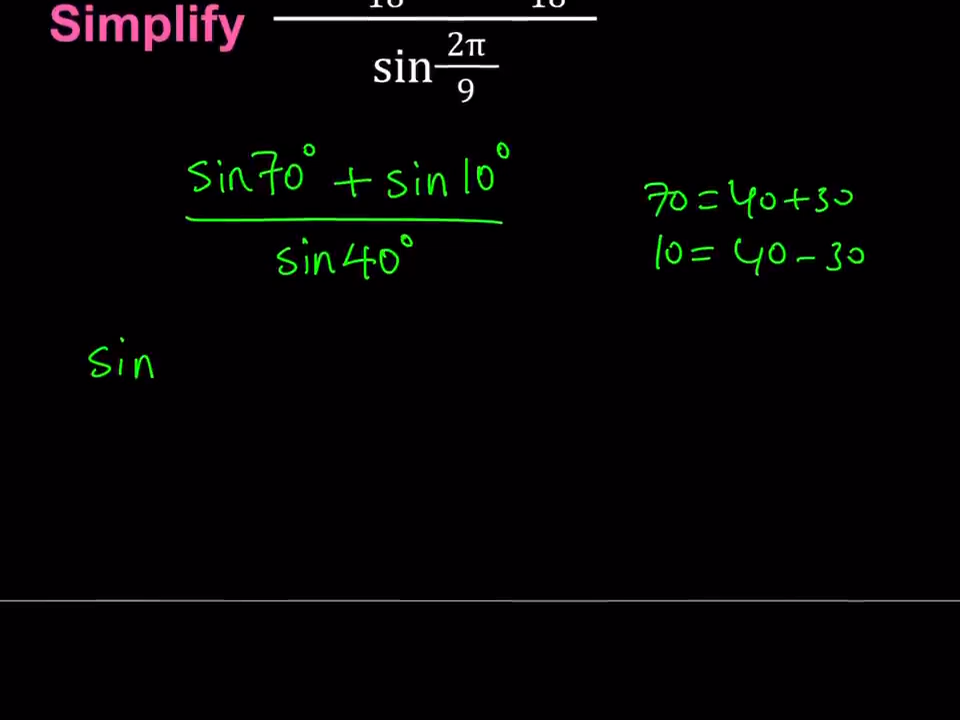 Simplify
sin 2π/9
sin70° + sin10°
sin40°
70 = 40+30
10 = 40 - 30
sin